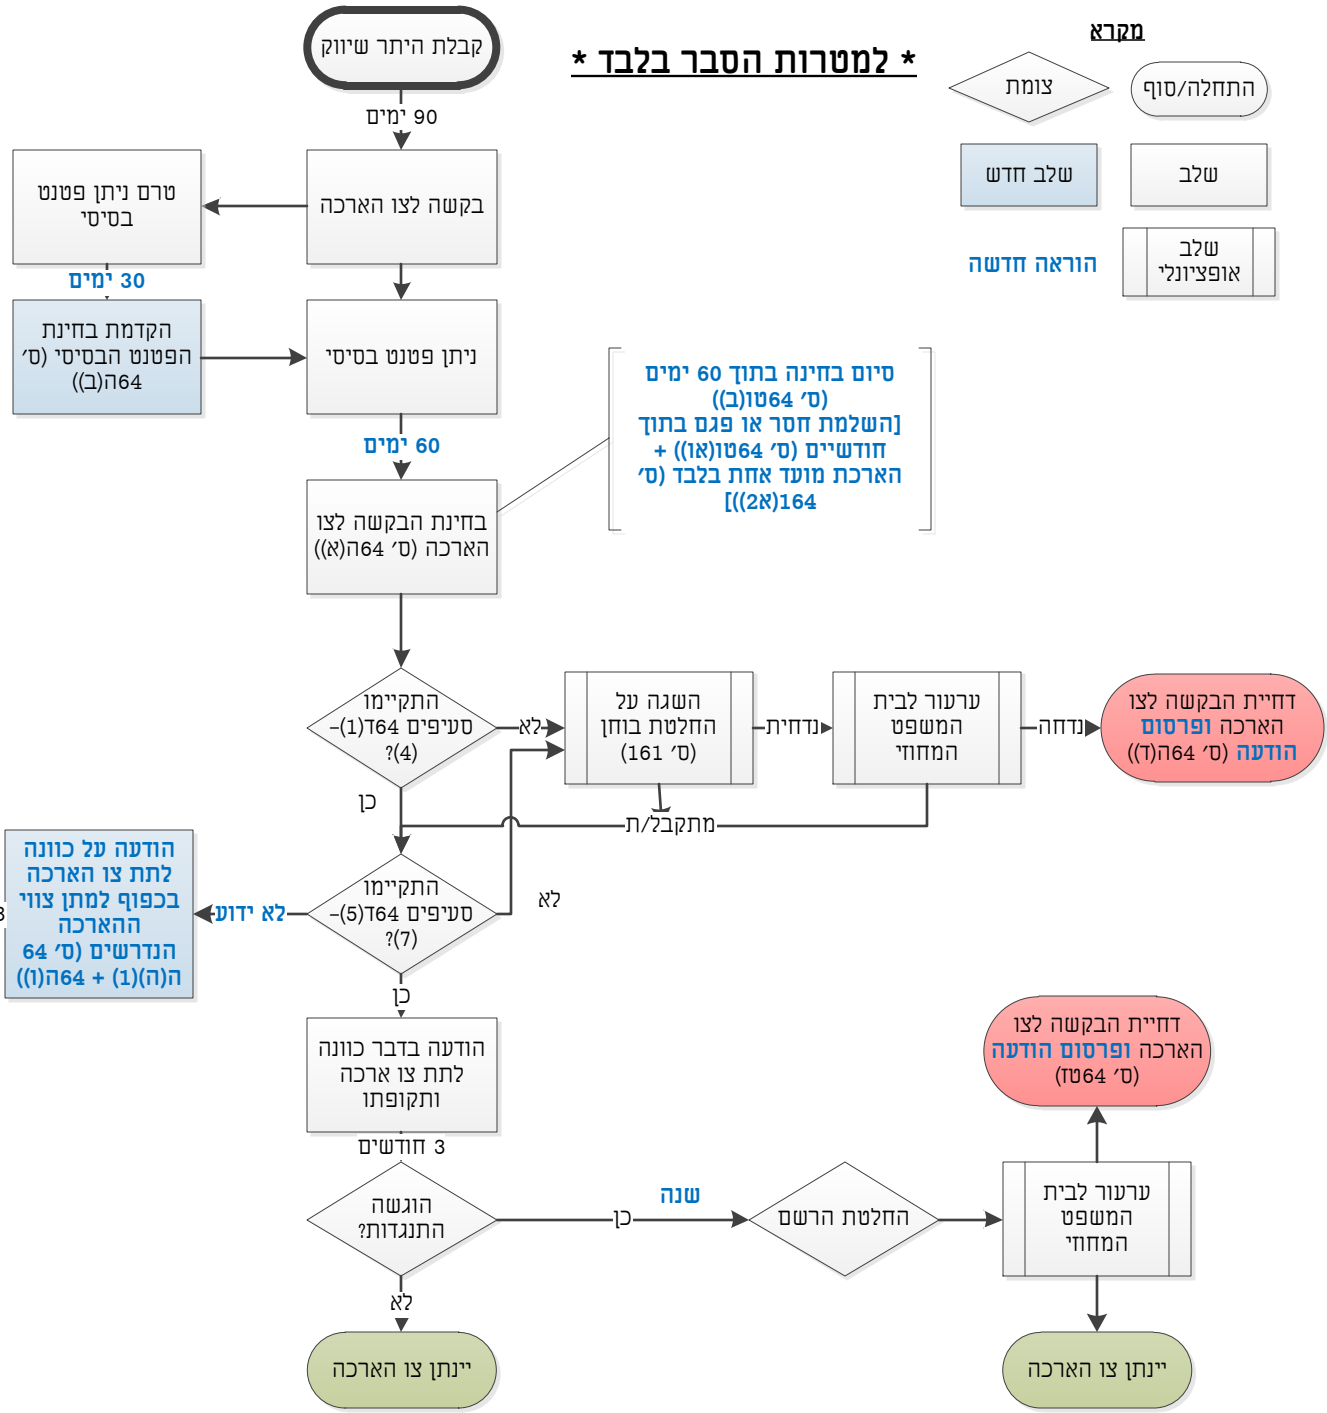 מקרא
* למטרות הסבר בלבד *
התחלה/סוף
צומת
שלב
שלב חדש
שלב
אופציונלי
הוראה חדשה
קבלת היתר שיווק
90 ימים
בקשה לצו הארכה
טרם ניתן פטנט
בסיסי
30 ימים
הקדמת בחינת
הפטנט הבסיסי (ס'
64ה(ב))
ניתן פטנט בסיסי
60 ימים
סיום בחינה בתוך 60 ימים
(ס' 64טו(ב))
[השלמת חסר או פגם בתוך
חודשיים (ס' 64טו(או)) +
הארכת מועד אחת בלבד (ס'
164(א2))]
בחינת הבקשה לצו
הארכה (ס' 64ה(א))
התקיימו
סעיפים 64ד(1)–
(4)?
לא
השגה על
החלטת בוחן
(ס' 161)
נדחית
ערעור לבית
המשפט
המחוזי
נדחה
דחיית הבקשה לצו
הארכה ופרסום
הודעה (ס' 64ה(ד))
כן
מתקבל/ת
התקיימו
סעיפים 64ד(5)–
(7)?
לא
לא ידוע
הודעה על כוונה
לתת צו הארכה
בכפוף למתן צווי
ההארכה
הנדרשים (ס' 64
ה(ה)(1) + 64ה(ו))
3
כן
הודעה בדבר כוונה
לתת צו ארכה
ותקופתו
3 חודשים
הוגשה
התנגדות?
כן
שנה
החלטת הרשם
ערעור לבית
המשפט
המחוזי
דחיית הבקשה לצו
הארכה ופרסום הודעה
(ס' 64טז)
לא
יינתן צו הארכה
יינתן צו הארכה